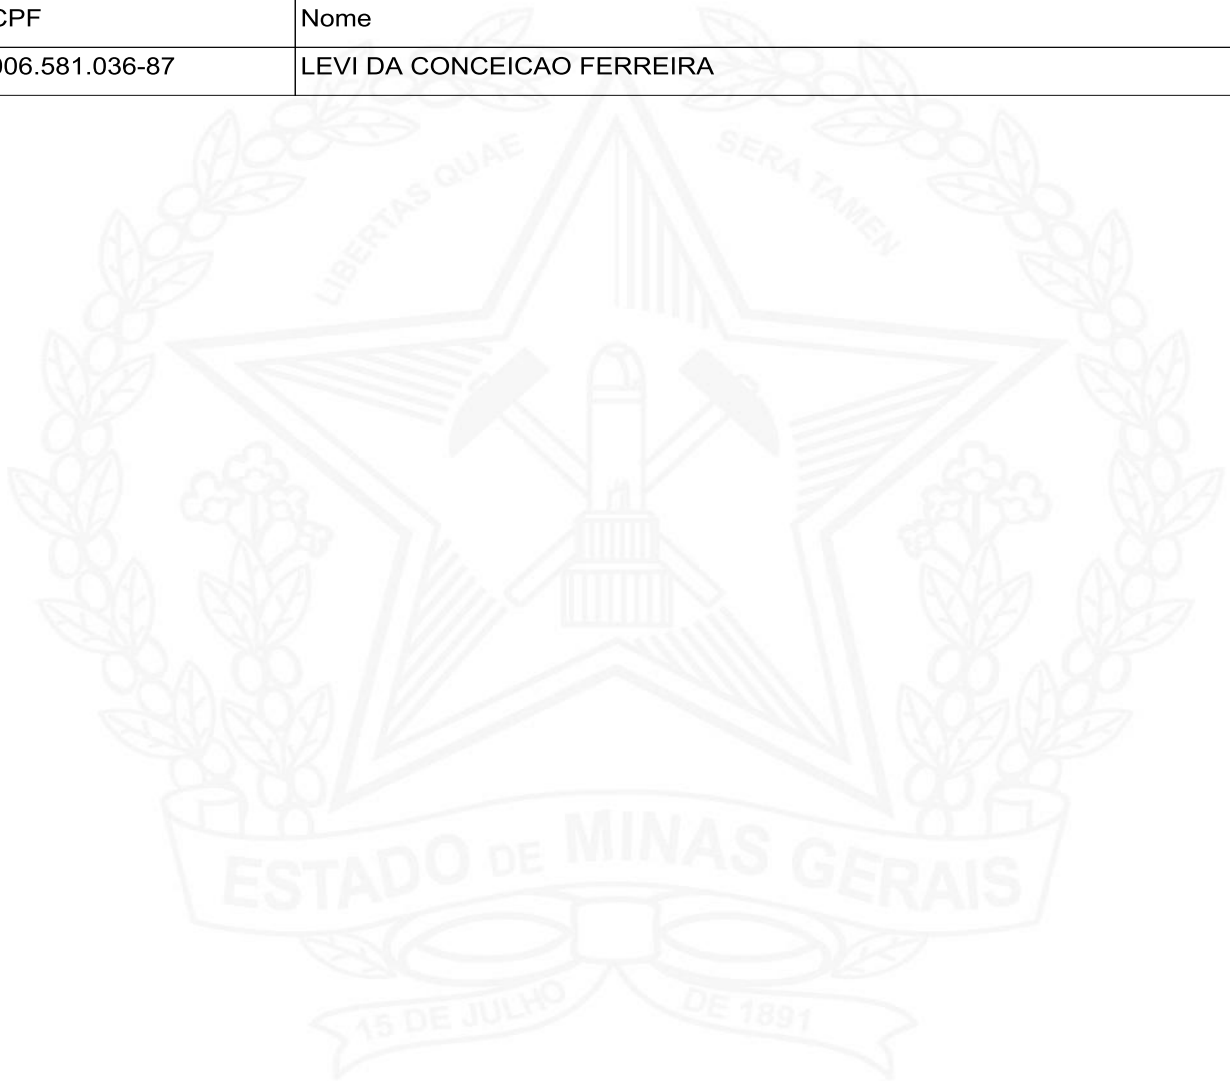 CPF Nome
006.581.036-87 LEVI DA CONCEICAO FERREIRA
LIBERTAS QUAE SERA TAMEN
ESTADO DE MINAS GERAIS
15 DE JULHO DE 1891